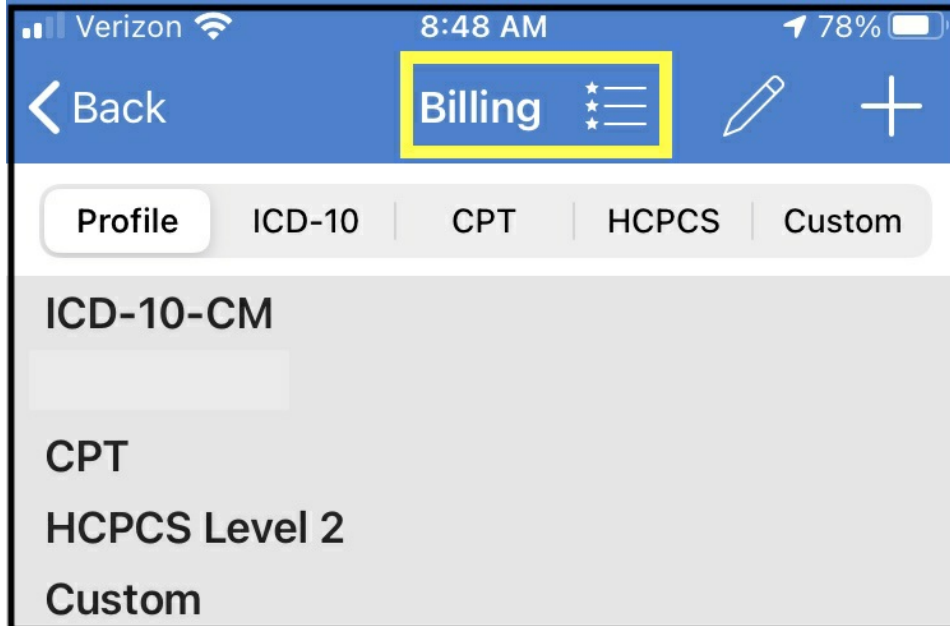 Verizon 8:48 AM 78%
Back Billing
Profile ICD-10 CPT HCPCS Custom
ICD-10-CM
CPT
HCPCS Level 2
Custom